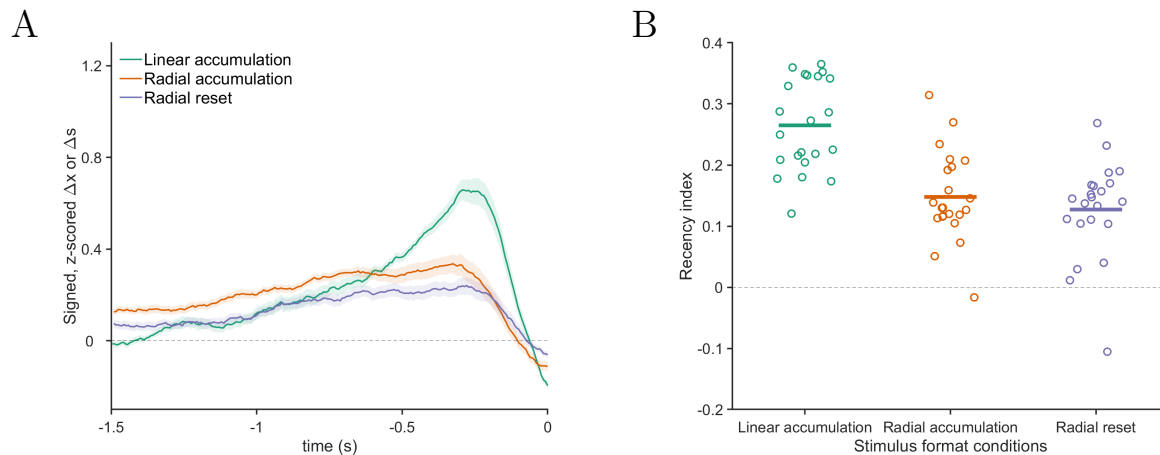 A
B
Linear accumulation
Radial accumulation
Radial reset
Signed, z-scored Δx or Δs
1.2
0.8
0.4
0
-1.5
-1
-0.5
0
time (s)
Recency index
0.4
0.3
0.2
0.1
0
-0.1
-0.2
Linear accumulation
Radial accumulation
Radial reset
Stimulus format conditions